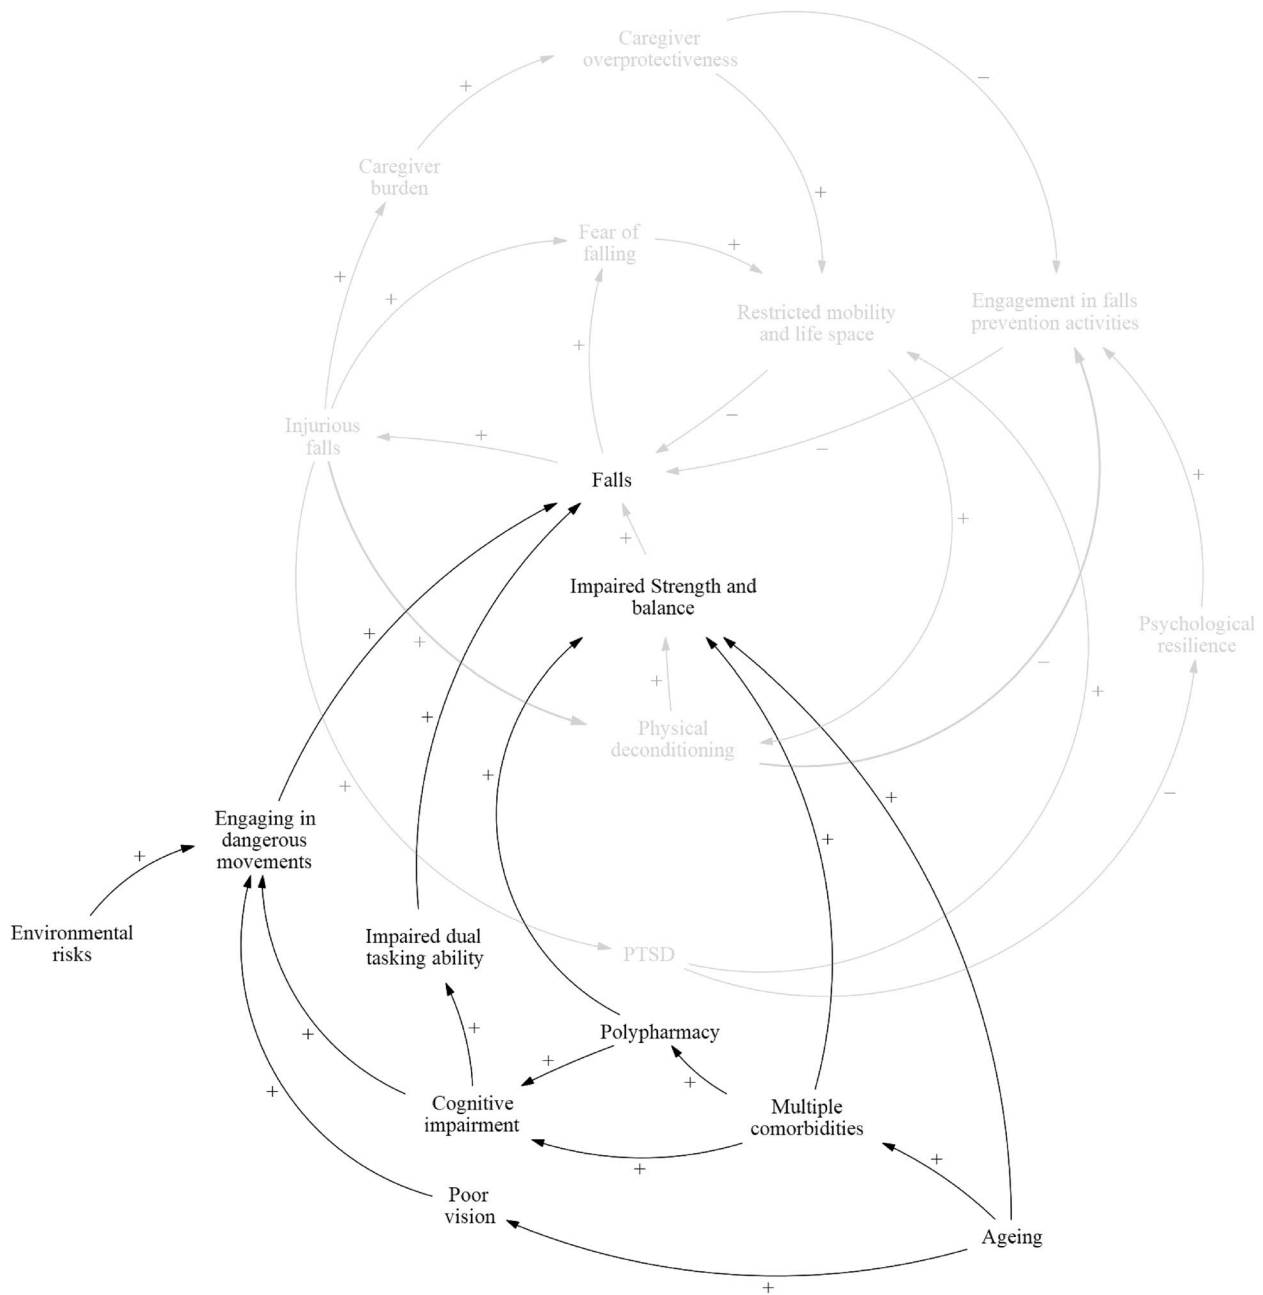 Caregiver
overprotectiveness
−
+
Caregiver
burden
+
Fear of
falling
+
+
+
Restricted mobility
and life space
Engagement in falls
prevention activities
+
−
Injurious
falls
+
−
Falls
+
+
+
Impaired Strength and
balance
Psychological
resilience
+
+
+
−
+
+
Physical
deconditioning
+
+
−
+
Engaging in
dangerous
movements
+
+
Environmental
risks
Impaired dual
tasking ability
PTSD
+
+
Polypharmacy
+
+
+
Cognitive
impairment
Multiple
comorbidities
+
+
Poor
vision
Ageing
+